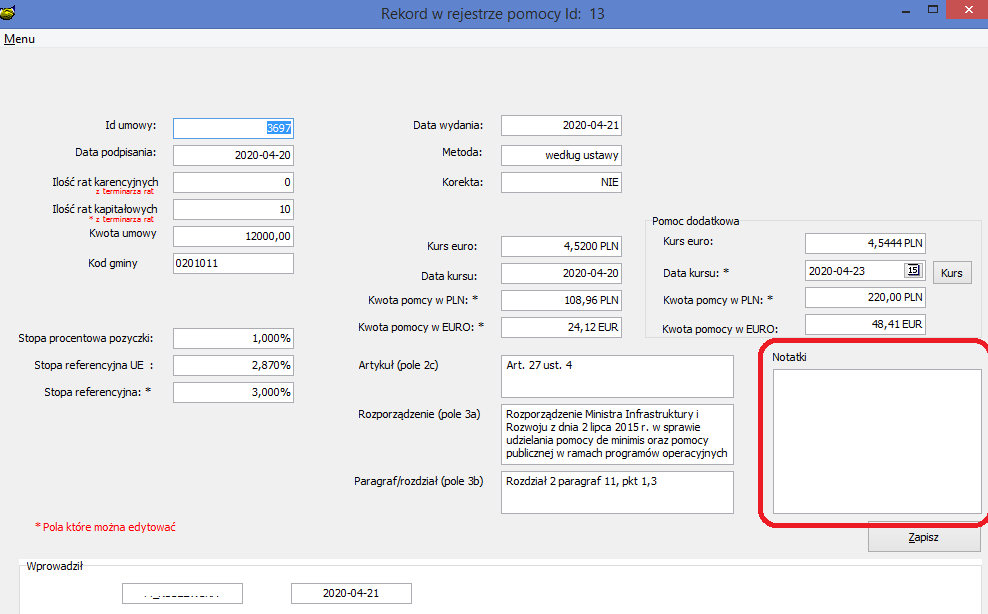 Rekord w rejestrze pomocy Id: 13
Menu
Id umowy: 3697
Data podpisania: 2020-04-20
Ilość rat karencyjnych 0
z terminarza rat
Ilość rat kapitałowych 10
* z terminarza rat
Kwota umowy 12000,00
Kod gminy 0201011
Stopa procentowa pozyczki: 1,000%
Stopa referencyjna UE : 2,870%
Stopa referencyjna: * 3,000%
* Pola które można edytować
Data wydania: 2020-04-21
Metoda: według ustawy
Korekta: NIE
Kurs euro: 4,5200 PLN
Data kursu: 2020-04-20
Kwota pomcy w PLN: * 108,96 PLN
Kwota pomocy w EURO: * 24,12 EUR
Artykuł (pole 2c) Art. 27 ust. 4
Rozporządzenie (pole 3a)
Rozporządzenie Ministra Infrastruktury i
Rozwoju z dnia 2 lipca 2015 r. w sprawie
udzielania pomocy de minimis oraz pomocy
publicznej w ramach programów operacyjnych
Paragraf/rozdział (pole 3b) Rozdział 2 paragraf 11, pkt 1,3
Pomoc dodatkowa
Kurs euro: 4,5444 PLN
Data kursu: * 2020-04-23 15 Kurs
Kwota pomcy w PLN: * 220,00 PLN
Kwota pomocy w EURO: 48,41 EUR
Notatki
Zapisz
Wprowadził
2020-04-21